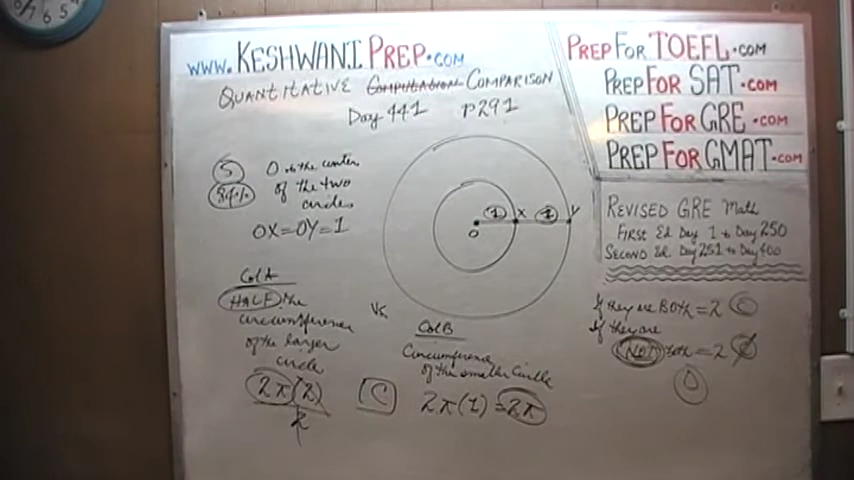 www.KESHWANIPREP.COM
QUANTITATIVE COMPUTATION COMPARISON
Day 441 P291
PREPFORTOEFL.COM
PREPFORSAT.COM
PREPFORGRE.COM
PREPFORGMAT.COM
5
84%
O is the center
of the two
circles
OX=OY=1
1 X 1 Y
O
REVISED GRE Math
FIRST Ed Day 1 to Day 250
SECOND Ed. Day 251 to Day 400
Col A
HALF the
circumference
of the larger
circle
2π(2)
2
VS
C
Col B
Circumference
of the smaller Circle
2π(1) = 2π
If they are BOTH = 2 C
If they are
NOT both = 2
D